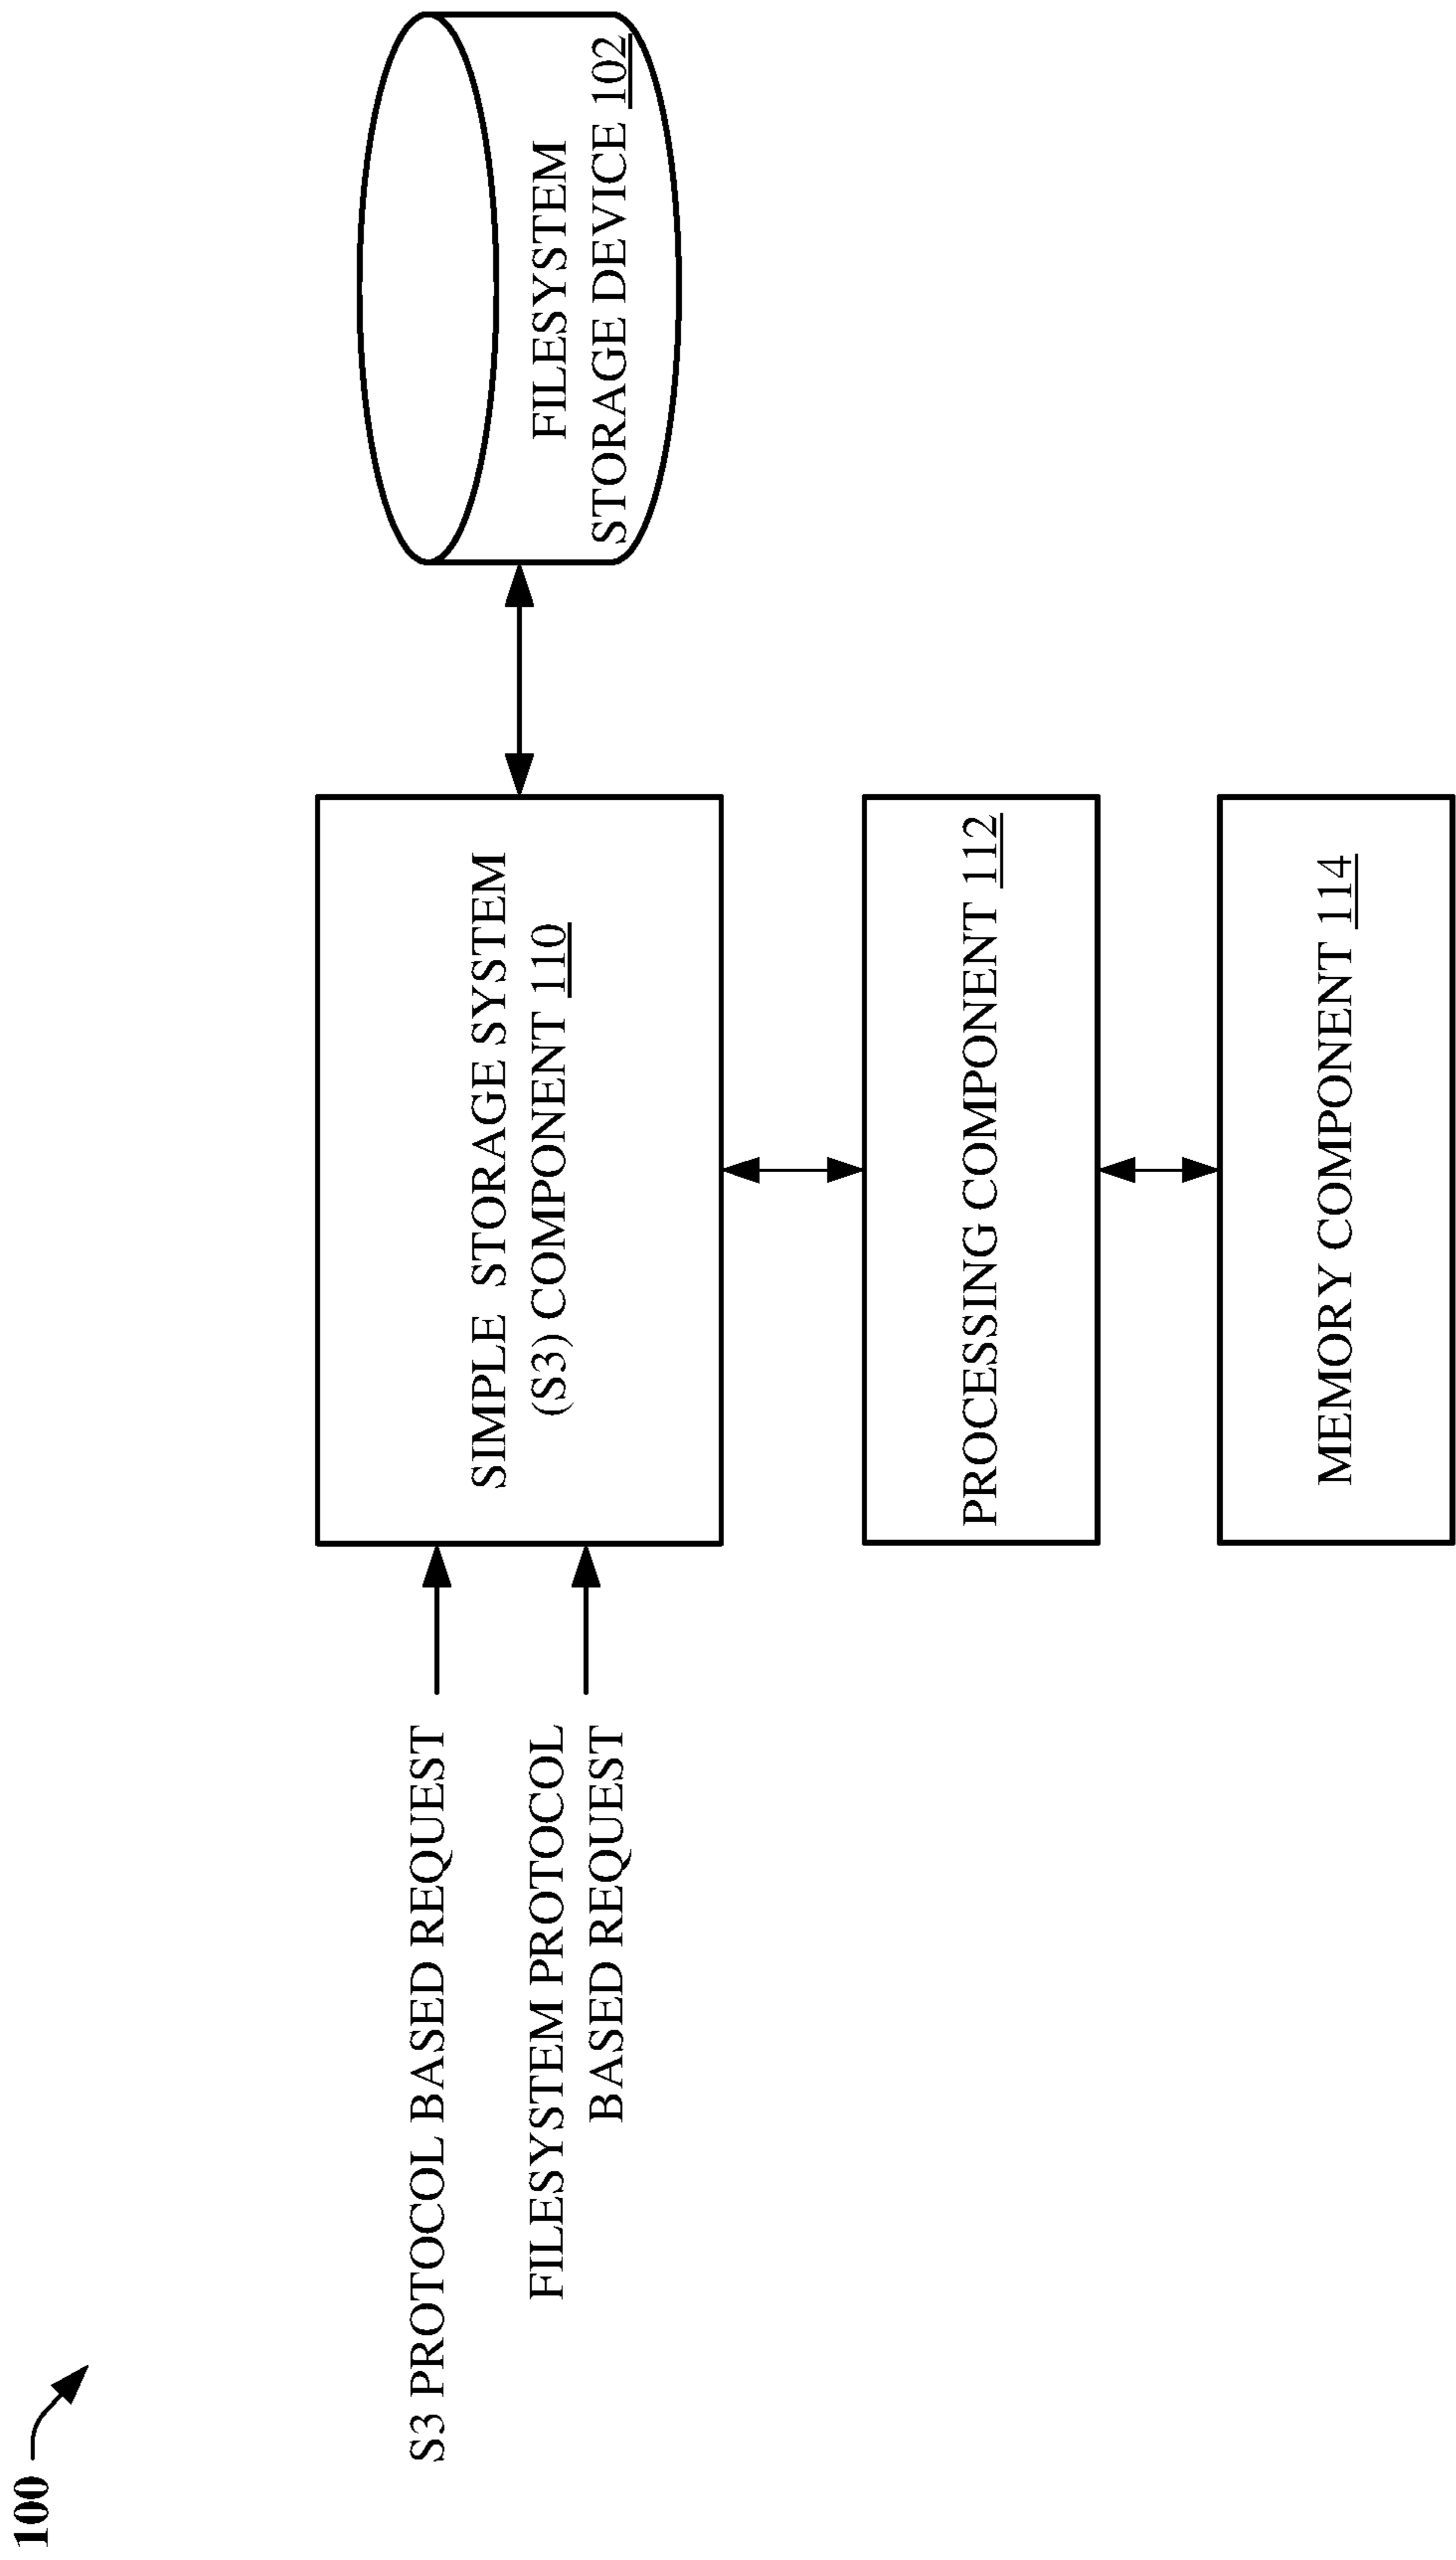 100
S3 PROTOCOL BASED REQUEST
FILESYSTEM PROTOCOL
BASED REQUEST
SIMPLE STORAGE SYSTEM
(S3) COMPONENT 110
FILESYSTEM
STORAGE DEVICE 102
PROCESSING COMPONENT 112
MEMORY COMPONENT 114